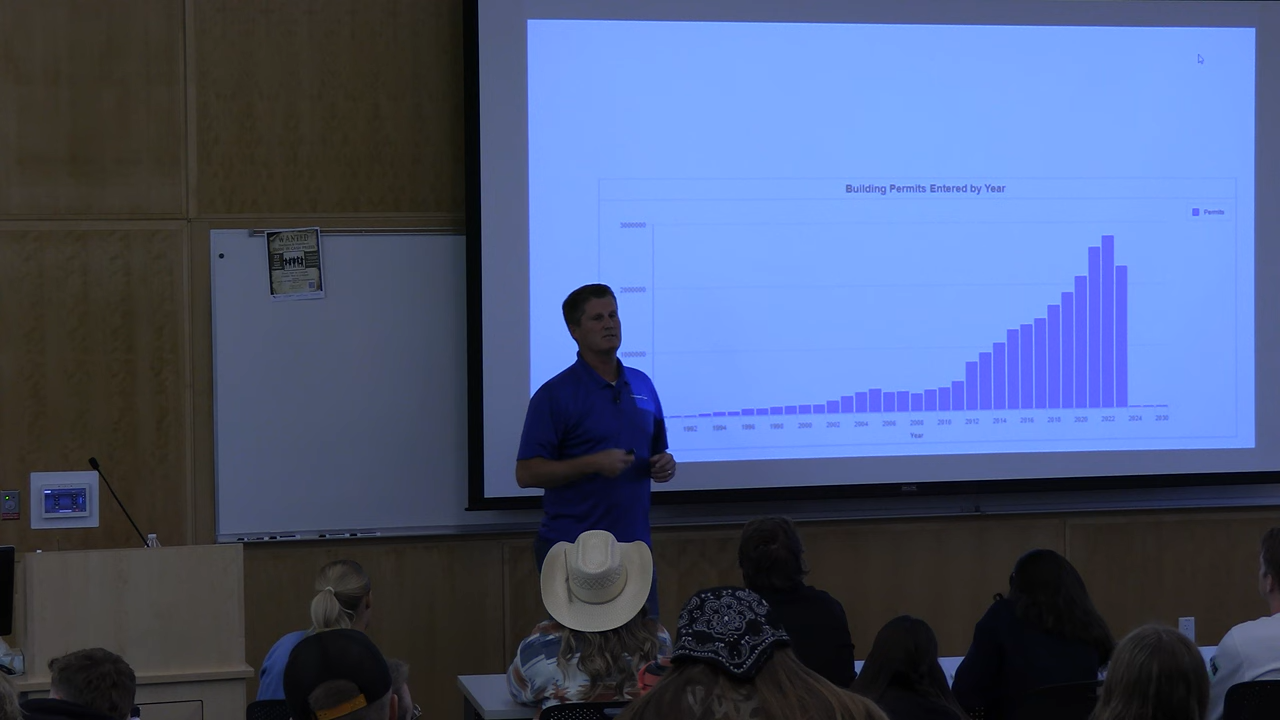 WANTED
Building Permits Entered by Year
Permits
3000000
2000000
1000000
1992 1994 1996 1998 2000 2002 2004 2006 2008 2010 2012 2014 2016 2018 2020 2022 2024 2030
Year